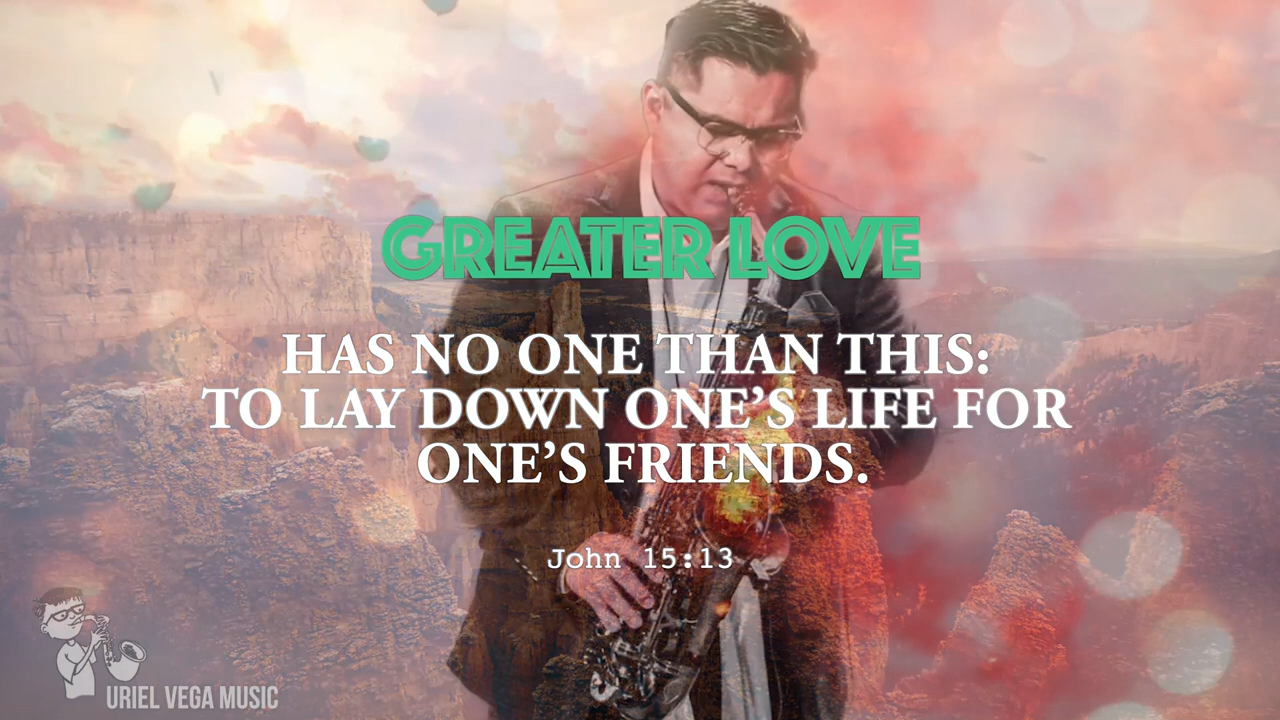 GREATER LOVE
HAS NO ONE THAN THIS:
TO LAY DOWN ONE’S LIFE FOR
ONE’S FRIENDS.
John 15:13
URIEL VEGA MUSIC